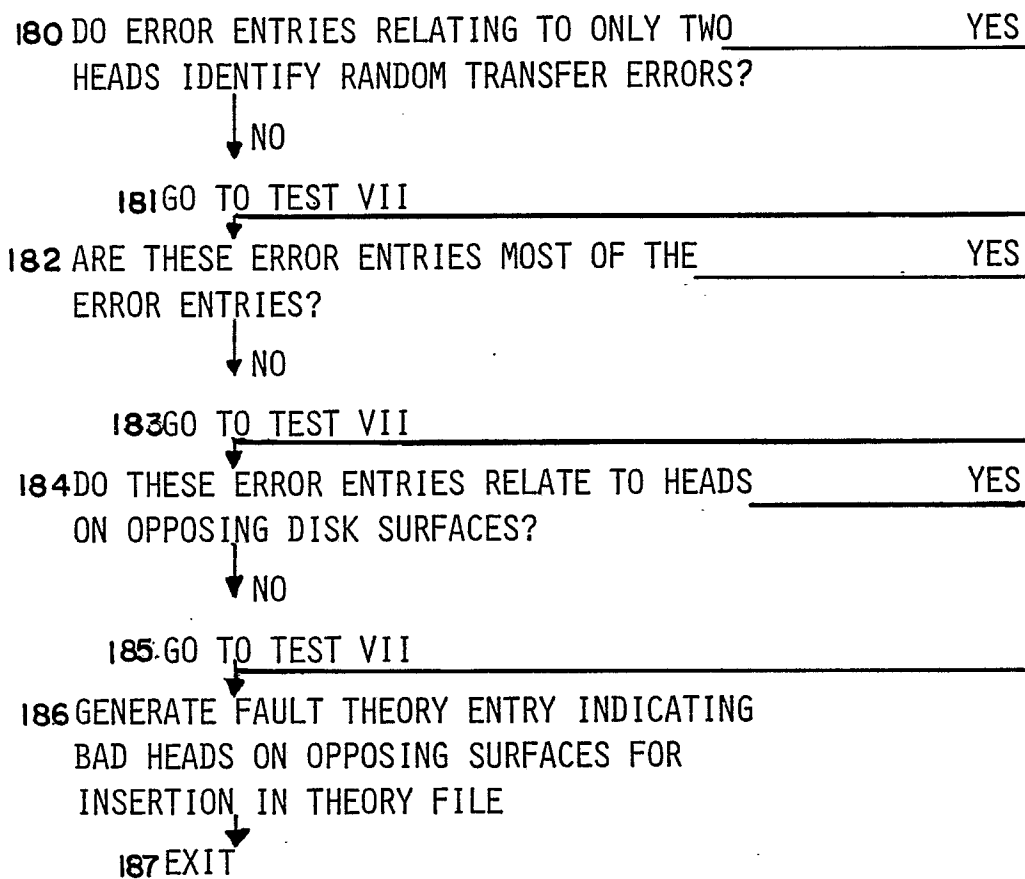 180 DO ERROR ENTRIES RELATING TO ONLY TWO YES
HEADS IDENTIFY RANDOM TRANSFER ERRORS?
NO
181 GO TO TEST VII
182 ARE THESE ERROR ENTRIES MOST OF THE YES
ERROR ENTRIES?
NO
183 GO TO TEST VII
184 DO THESE ERROR ENTRIES RELATE TO HEADS YES
ON OPPOSING DISK SURFACES?
NO
185 GO TO TEST VII
186 GENERATE FAULT THEORY ENTRY INDICATING
BAD HEADS ON OPPOSING SURFACES FOR
INSERTION IN THEORY FILE
187 EXIT